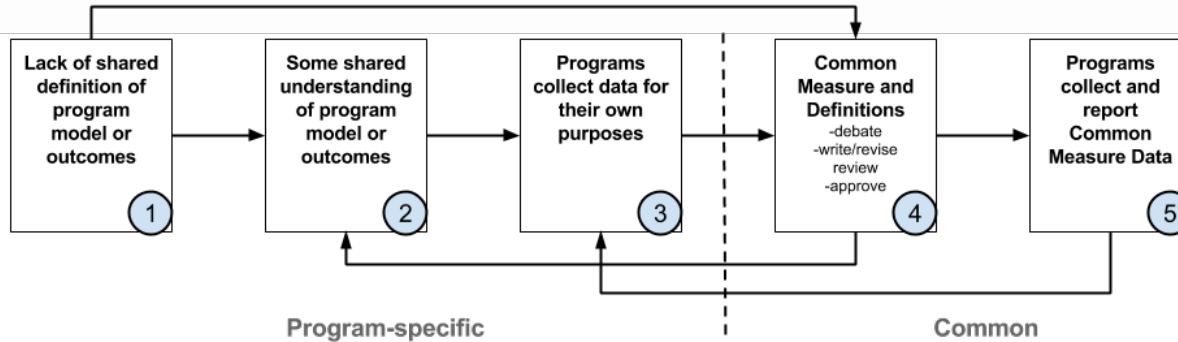 Lack of shared
definition of
program
model or
outcomes
1
Some shared
understanding
of program
model or
outcomes
2
Programs
collect data for
their own
purposes
3
Common
Measure and
Definitions
-debate
-write/revise
review
-approve
4
Programs
collect and
report
Common
Measure Data
5
Program-specific
Common